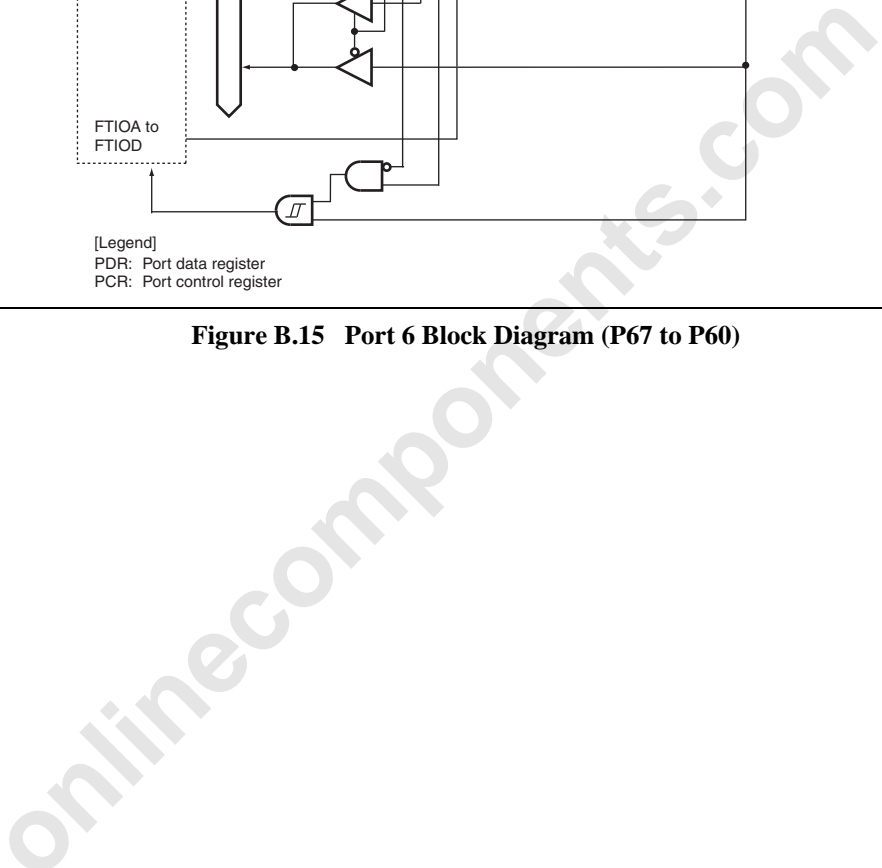 FTIOA to
FTIOD
[Legend]
PDR: Port data register
PCR: Port control register
Figure B.15 Port 6 Block Diagram (P67 to P60)
onlinecomponents.com